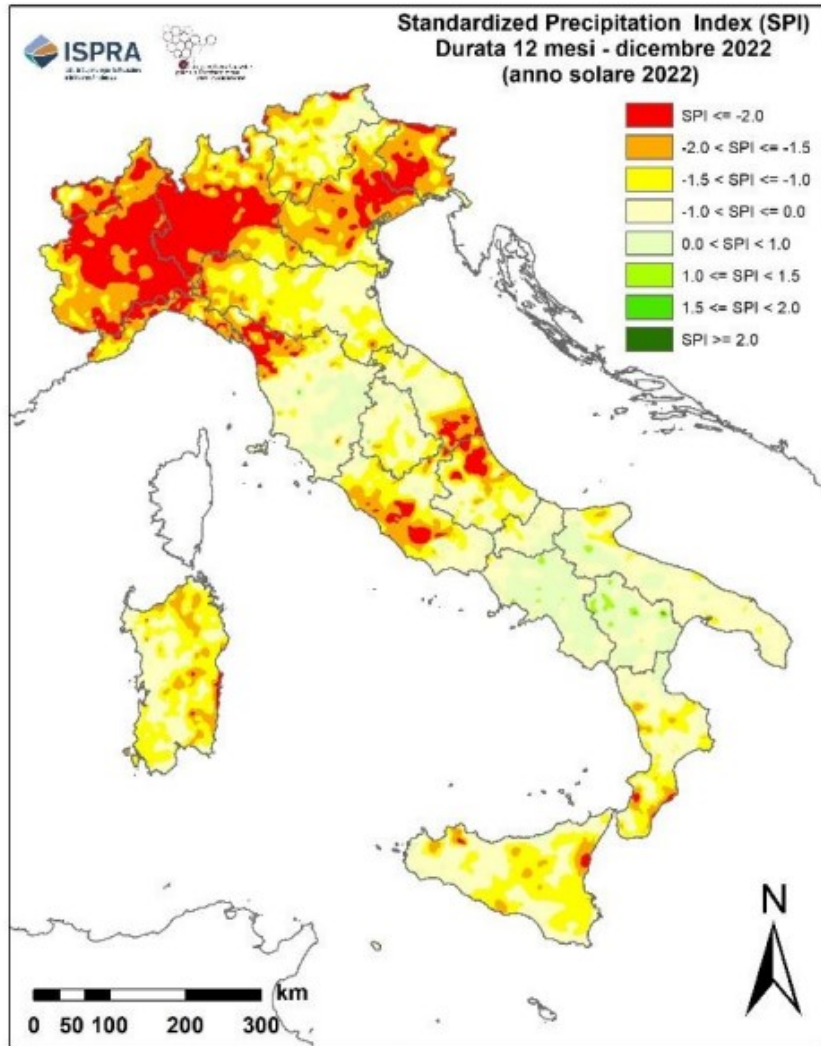 Standardized Precipitation Index (SPI)
Durata 12 mesi - dicembre 2022
(anno solare 2022)
ISPRA
SPI <= -2.0
-2.0 < SPI <= -1.5
-1.5 < SPI <= -1.0
-1.0 < SPI <= 0.0
0.0 < SPI < 1.0
1.0 <= SPI < 1.5
1.5 <= SPI < 2.0
SPI >= 2.0
N
km
0 50 100 200 300